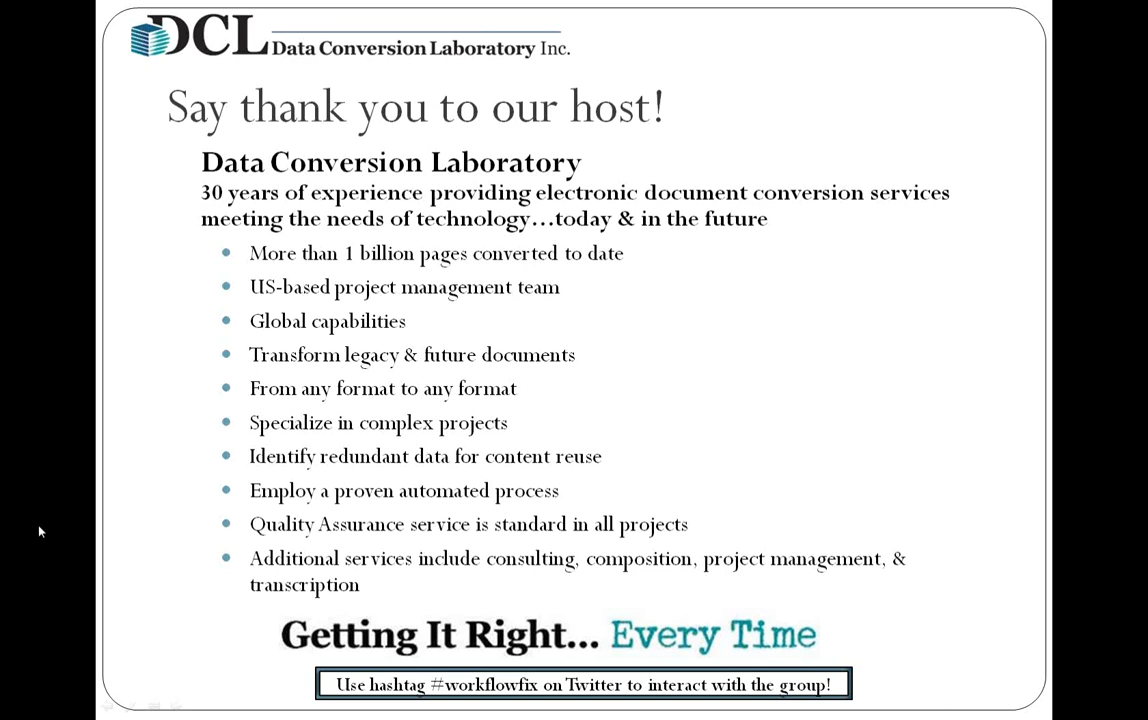 DCL
Data Conversion Laboratory Inc.
Say thank you to our host!
Data Conversion Laboratory
30 years of experience providing electronic document conversion services
meeting the needs of technology…today & in the future
• More than 1 billion pages converted to date
• US-based project management team
• Global capabilities
• Transform legacy & future documents
• From any format to any format
• Specialize in complex projects
• Identify redundant data for content reuse
• Employ a proven automated process
• Quality Assurance service is standard in all projects
• Additional services include consulting, composition, project management, &
transcription
Getting It Right... Every Time
Use hashtag #workflowfix on Twitter to interact with the group!